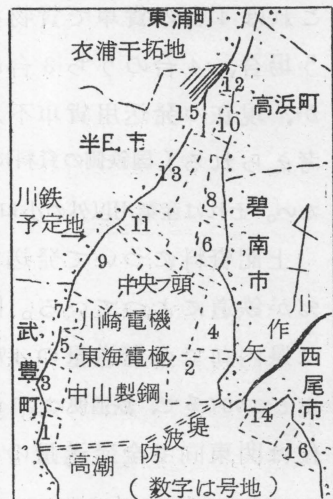 東浦町
衣浦干拓地
12
高浜町
10
半田市
13
川鉄
予定地
11
8
碧南市
6
9
中央フ頭
7
川崎電機
武豊町
5
東海電極
4
矢作川
2
西尾市
3
中山製鋼
14
1
高潮防波堤
16
(数字は号地)